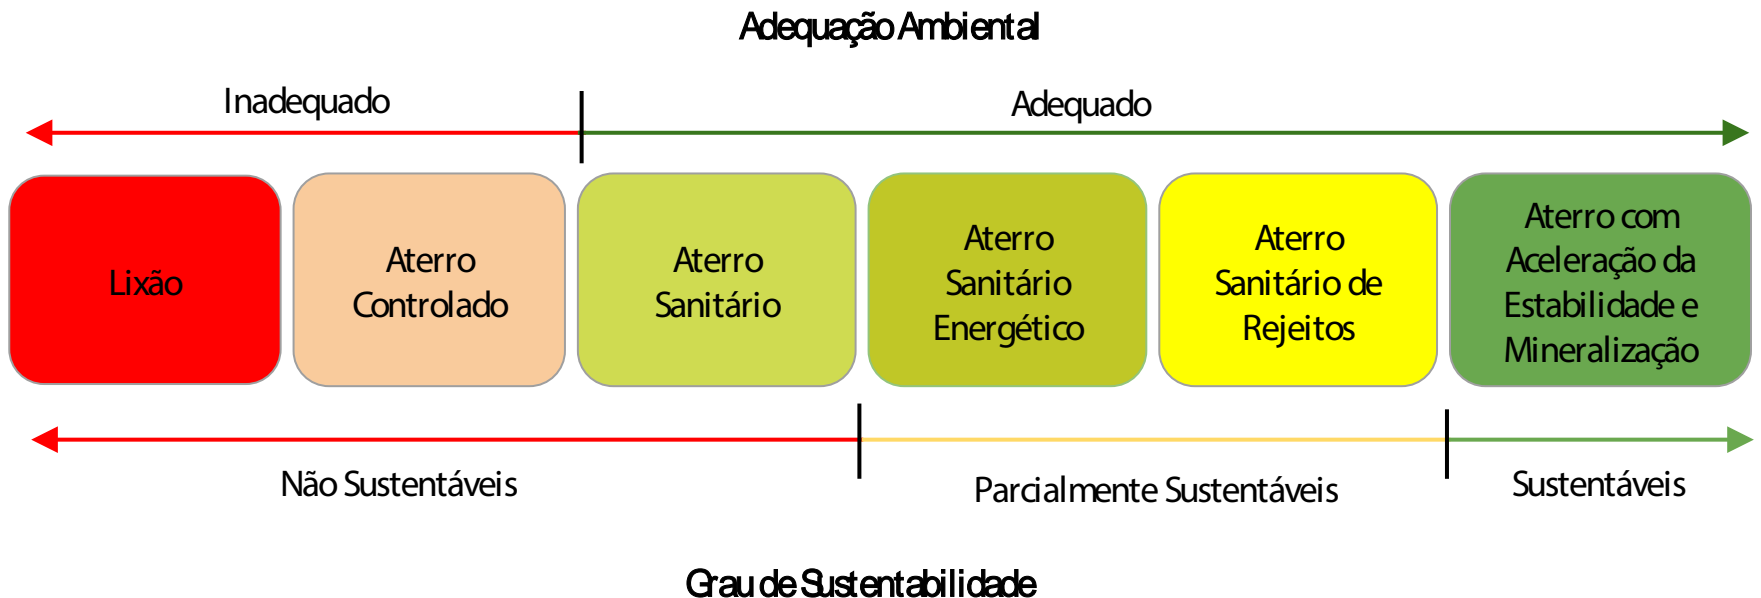 Adequação Ambiental
Inadequado
Adequado
Lixão
Aterro
Controlado
Aterro
Sanitário
Aterro
Sanitário
Energético
Aterro
Sanitário de
Rejeitos
Aterro com
Aceleração da
Estabilidade e
Mineralização
Não Sustentáveis
Parcialmente Sustentáveis
Sustentáveis
Grau de Sustentabilidade